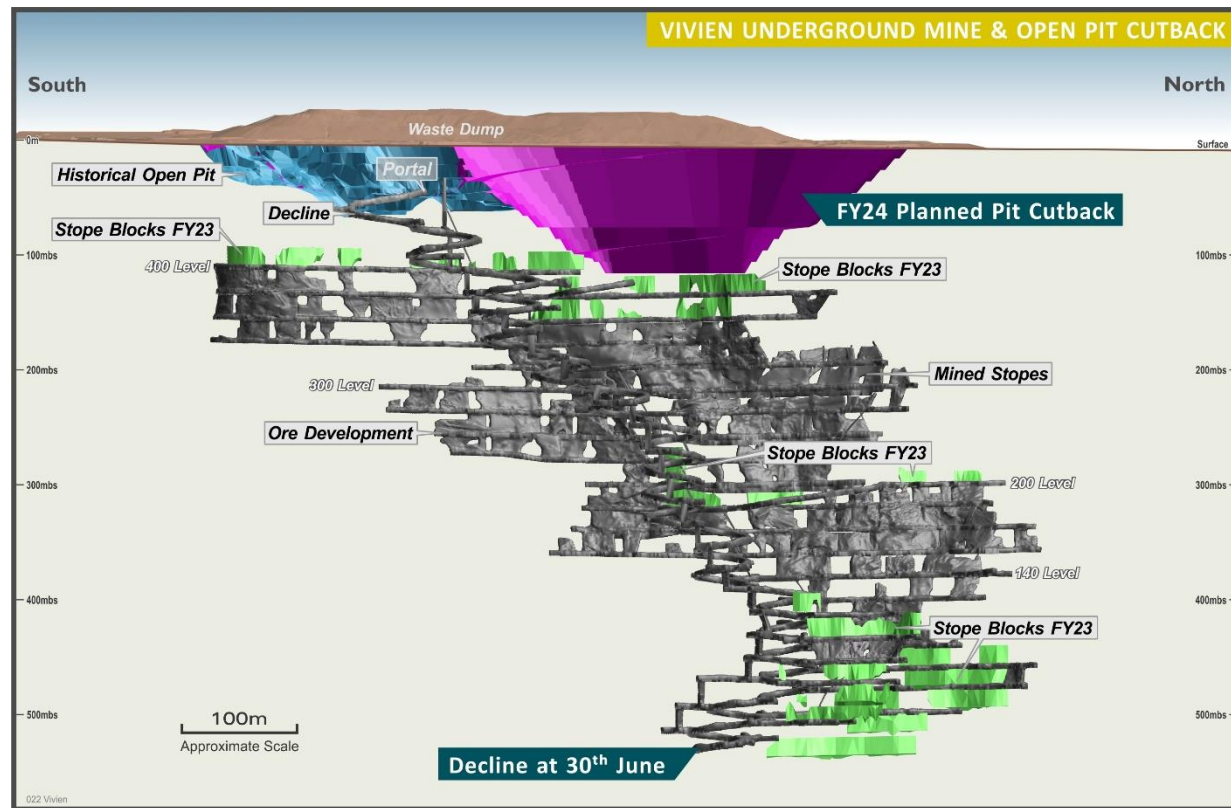 VIVIEN UNDERGROUND MINE & OPEN PIT CUTBACK
South
North
Waste Dump
0m
Surface
Historical Open Pit
Portal
Decline
FY24 Planned Pit Cutback
Stope Blocks FY23
100mbs
100mbs
400 Level
Stope Blocks FY23
200mbs
200mbs
300 Level
Mined Stopes
Ore Development
Stope Blocks FY23
300mbs
200 Level
300mbs
140 Level
400mbs
400mbs
Stope Blocks FY23
500mbs
500mbs
100m
Approximate Scale
Decline at 30th June
022 Vivien